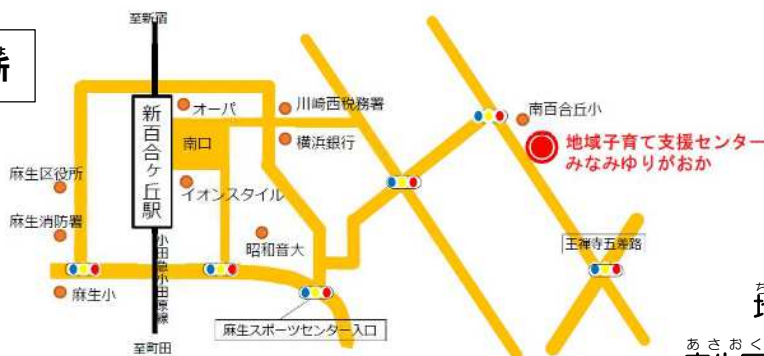 至新宿
オーパ
川崎西税務署
南百合丘小
新百合ヶ丘駅
南口
横浜銀行
地域子育て支援センター
みなみゆりがおか
麻生区役所
イオンスタイル
麻生消防署
昭和音大
王禅寺五差路
小田急小田原線
麻生小
麻生スポーツセンター入口
至町田
あさおく